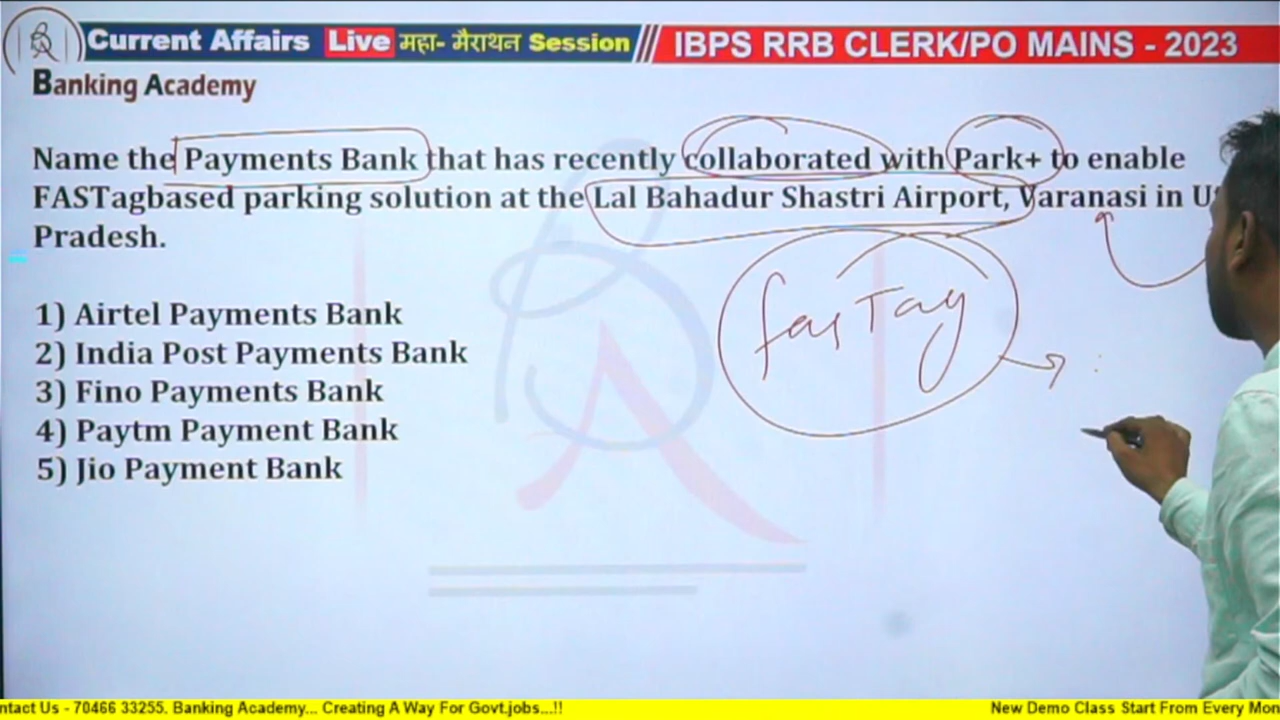 Current Affairs Live महा- मैराथन Session
IBPS RRB CLERK/PO MAINS - 2023
Banking Academy
Name the Payments Bank that has recently collaborated with Park+ to enable
FASTagbased parking solution at the Lal Bahadur Shastri Airport, Varanasi in
Pradesh.
1) Airtel Payments Bank
2) India Post Payments Bank
3) Fino Payments Bank
4) Paytm Payment Bank
5) Jio Payment Bank
fasTag
ntact Us - 70466 33255. Banking Academy... Creating A Way For Govt.jobs...!!
New Demo Class Start From Every Mon